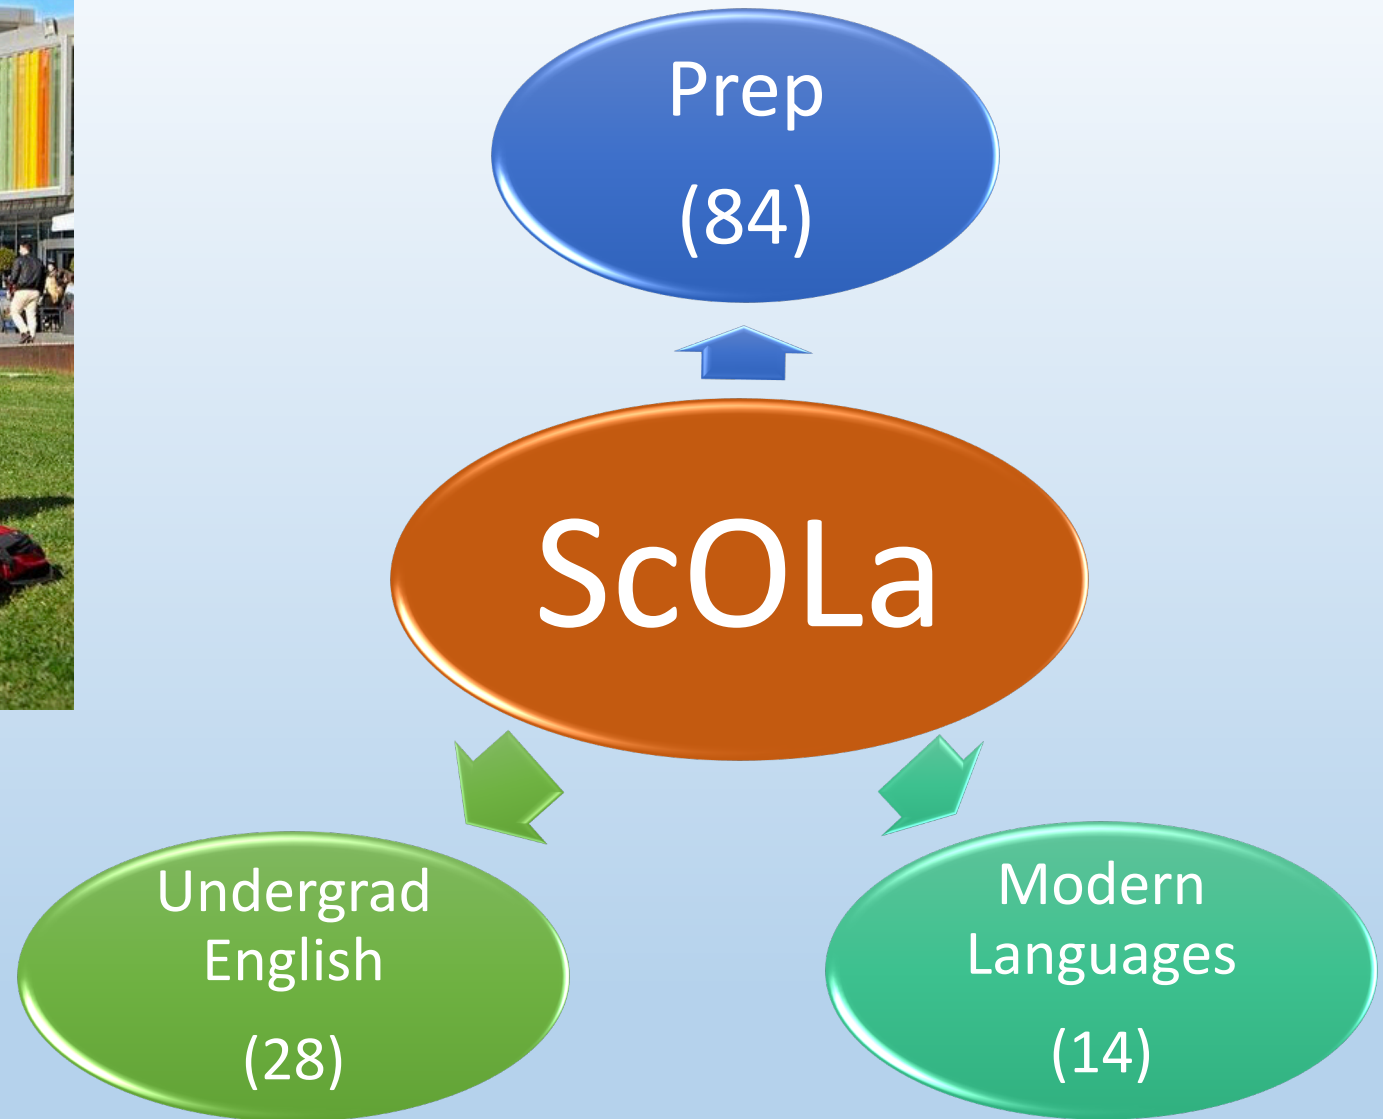 Prep
(84)
ScOLa
Undergrad
English
(28)
Modern
Languages
(14)